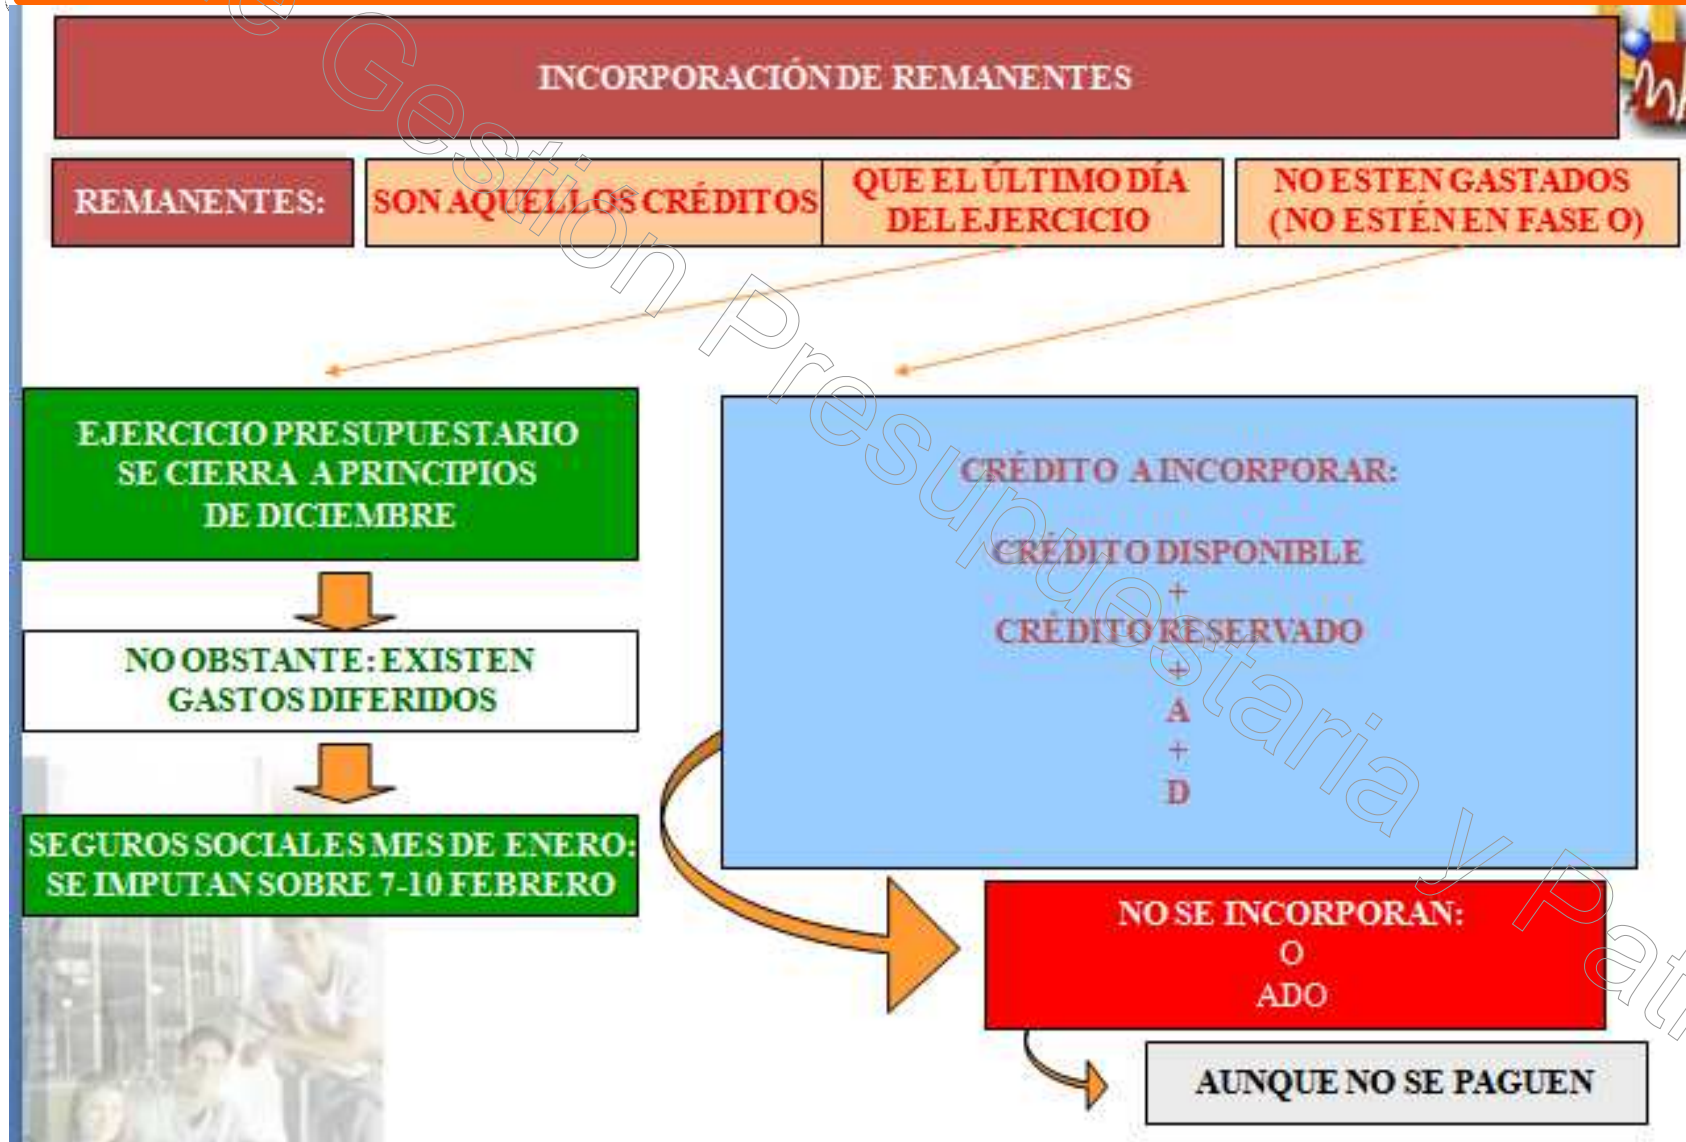 INCORPORACIÓN DE REMANENTES
REMANENTES:
SON AQUELLOS CRÉDITOS
QUE EL ÚLTIMO DÍA
DEL EJERCICIO
NO ESTEN GASTADOS
(NO ESTÉN EN FASE O)
EJERCICIO PRESUPUESTARIO
SE CIERRA A PRINCIPIOS
DE DICIEMBRE
NO OBSTANTE: EXISTEN
GASTOS DIFERIDOS
SEGUROS SOCIALES MES DE ENERO:
SE IMPUTAN SOBRE 7-10 FEBRERO
CRÉDITO A INCORPORAR:
CRÉDITO DISPONIBLE
+
CRÉDITO RESERVADO
+
A
+
D
NO SE INCORPORAN:
O
ADO
AUNQUE NO SE PAGUEN
e Gestión Presupuestaria y Pat